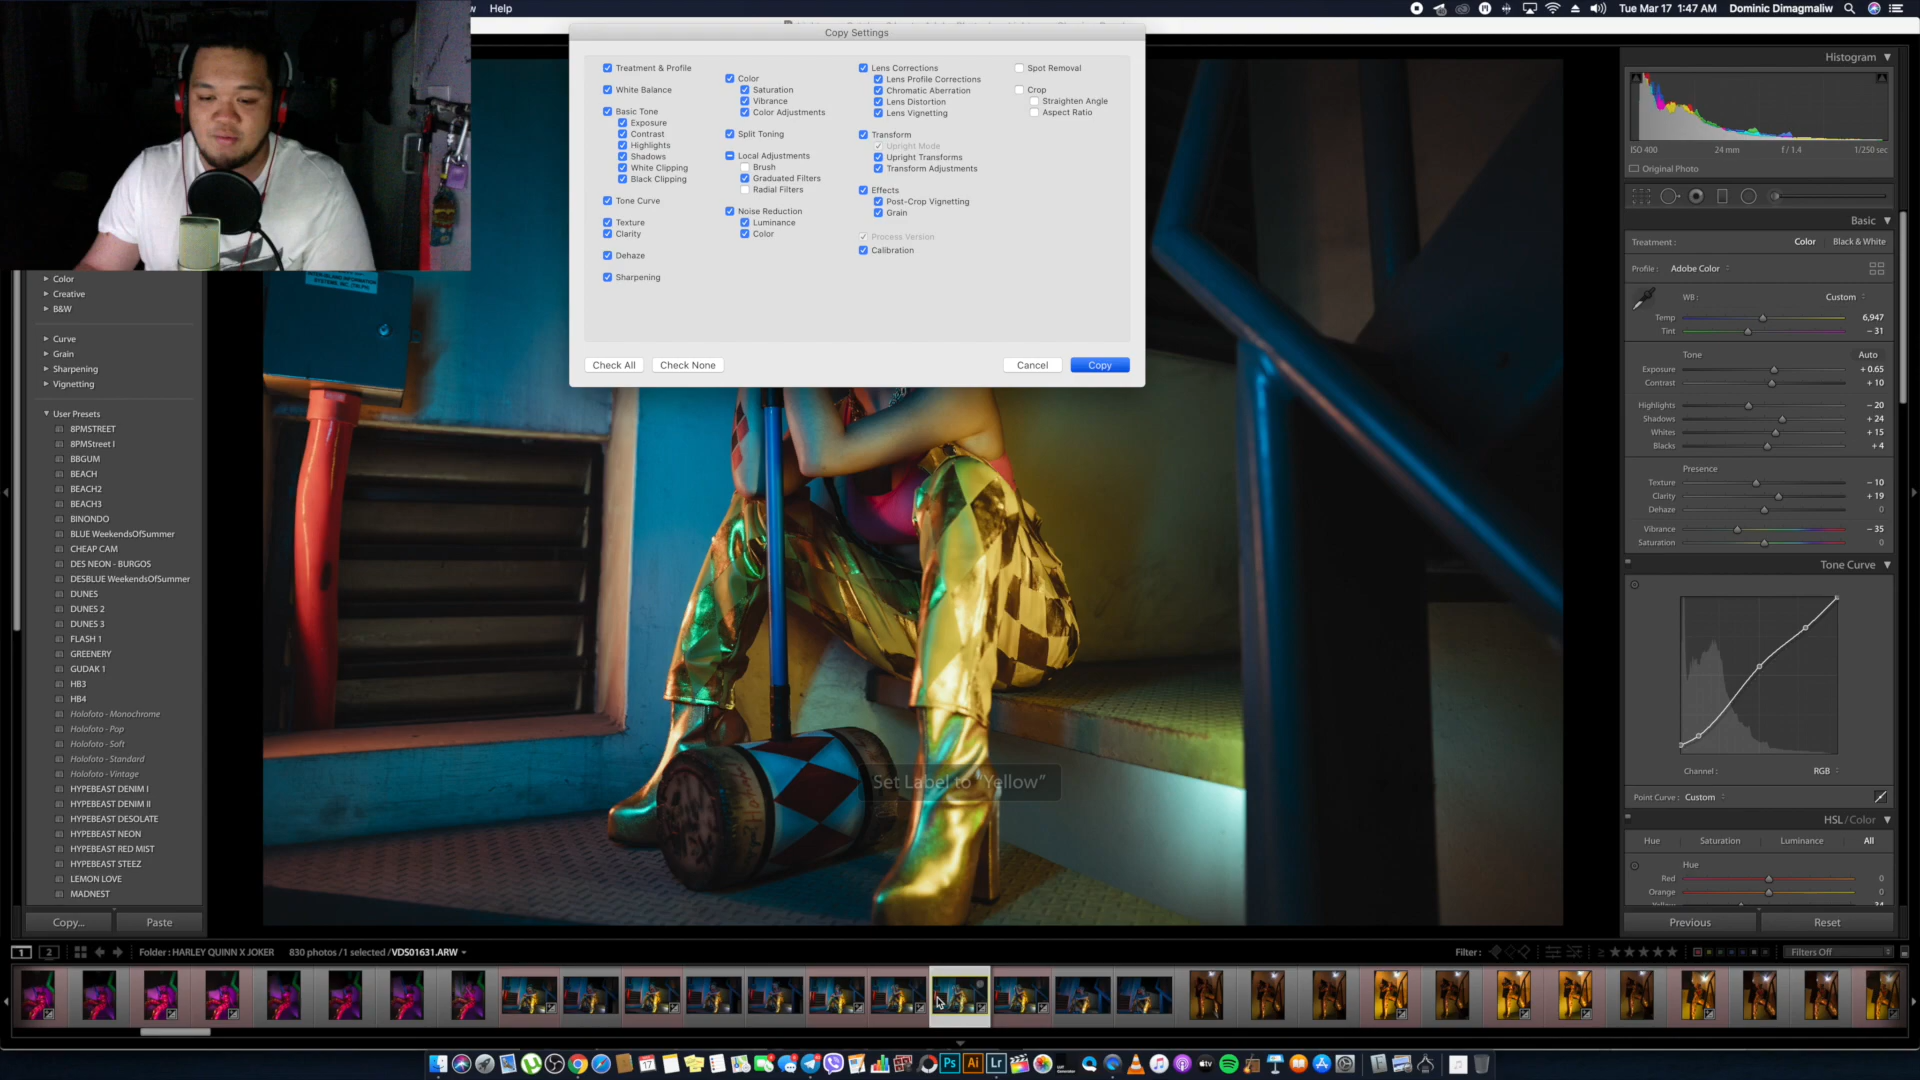 Help
Tue Mar 17 1:47 AM
Dominic Dimagmaliw
Copy Settings
Treatment & Profile
White Balance
Basic Tone
Exposure
Contrast
Highlights
Shadows
White Clipping
Black Clipping
Tone Curve
Texture
Clarity
Dehaze
Sharpening
Color
Saturation
Vibrance
Color Adjustments
Split Toning
Local Adjustments
Brush
Graduated Filters
Radial Filters
Noise Reduction
Luminance
Color
Lens Corrections
Lens Profile Corrections
Chromatic Aberration
Lens Distortion
Lens Vignetting
Transform
Upright Mode
Upright Transforms
Transform Adjustments
Effects
Post-Crop Vignetting
Grain
Process Version
Calibration
Spot Removal
Crop
Straighten Angle
Aspect Ratio
Check All
Check None
Cancel
Copy
Color
Creative
B&W
Curve
Grain
Sharpening
Vignetting
User Presets
8PMSTREET
8PMStreet I
BBGUM
BEACH
BEACH2
BEACH3
BINONDO
BLUE WeekendsOfSummer
CHEAP CAM
DES NEON - BURGOS
DESBLUE WeekendsOfSummer
DUNES
DUNES 2
DUNES 3
FLASH 1
GREENERY
GUDAK 1
HB3
HB4
Holofoto - Monochrome
Holofoto - Pop
Holofoto - Soft
Holofoto - Standard
Holofoto - Vintage
HYPEBEAST DENIM I
HYPEBEAST DENIM II
HYPEBEAST DESOLATE
HYPEBEAST NEON
HYPEBEAST RED MIST
HYPEBEAST STEEZ
LEMON LOVE
MADNEST
Copy...
Paste
Set Label to "Yellow"
Histogram
ISO 400
24 mm
f / 1.4
1/250 sec
Original Photo
Basic
Treatment :
Color
Black & White
Profile :
Adobe Color
WB :
Custom
Temp
6,947
Tint
– 31
Tone
Auto
Exposure
+ 0.65
Contrast
+ 10
Highlights
– 20
Shadows
+ 24
Whites
+ 15
Blacks
+ 4
Presence
Texture
– 10
Clarity
+ 19
Dehaze
0
Vibrance
– 35
Saturation
0
Tone Curve
Channel :
RGB
Point Curve :
Custom
HSL / Color
Hue
Saturation
Luminance
All
Hue
Red
0
Orange
0
Previous
Reset
1
2
Folder : HARLEY QUINN X JOKER
830 photos / 1 selected / VDS01631.ARW
Filter :
Filters Off
17
Ps
Ai
Lr
tv